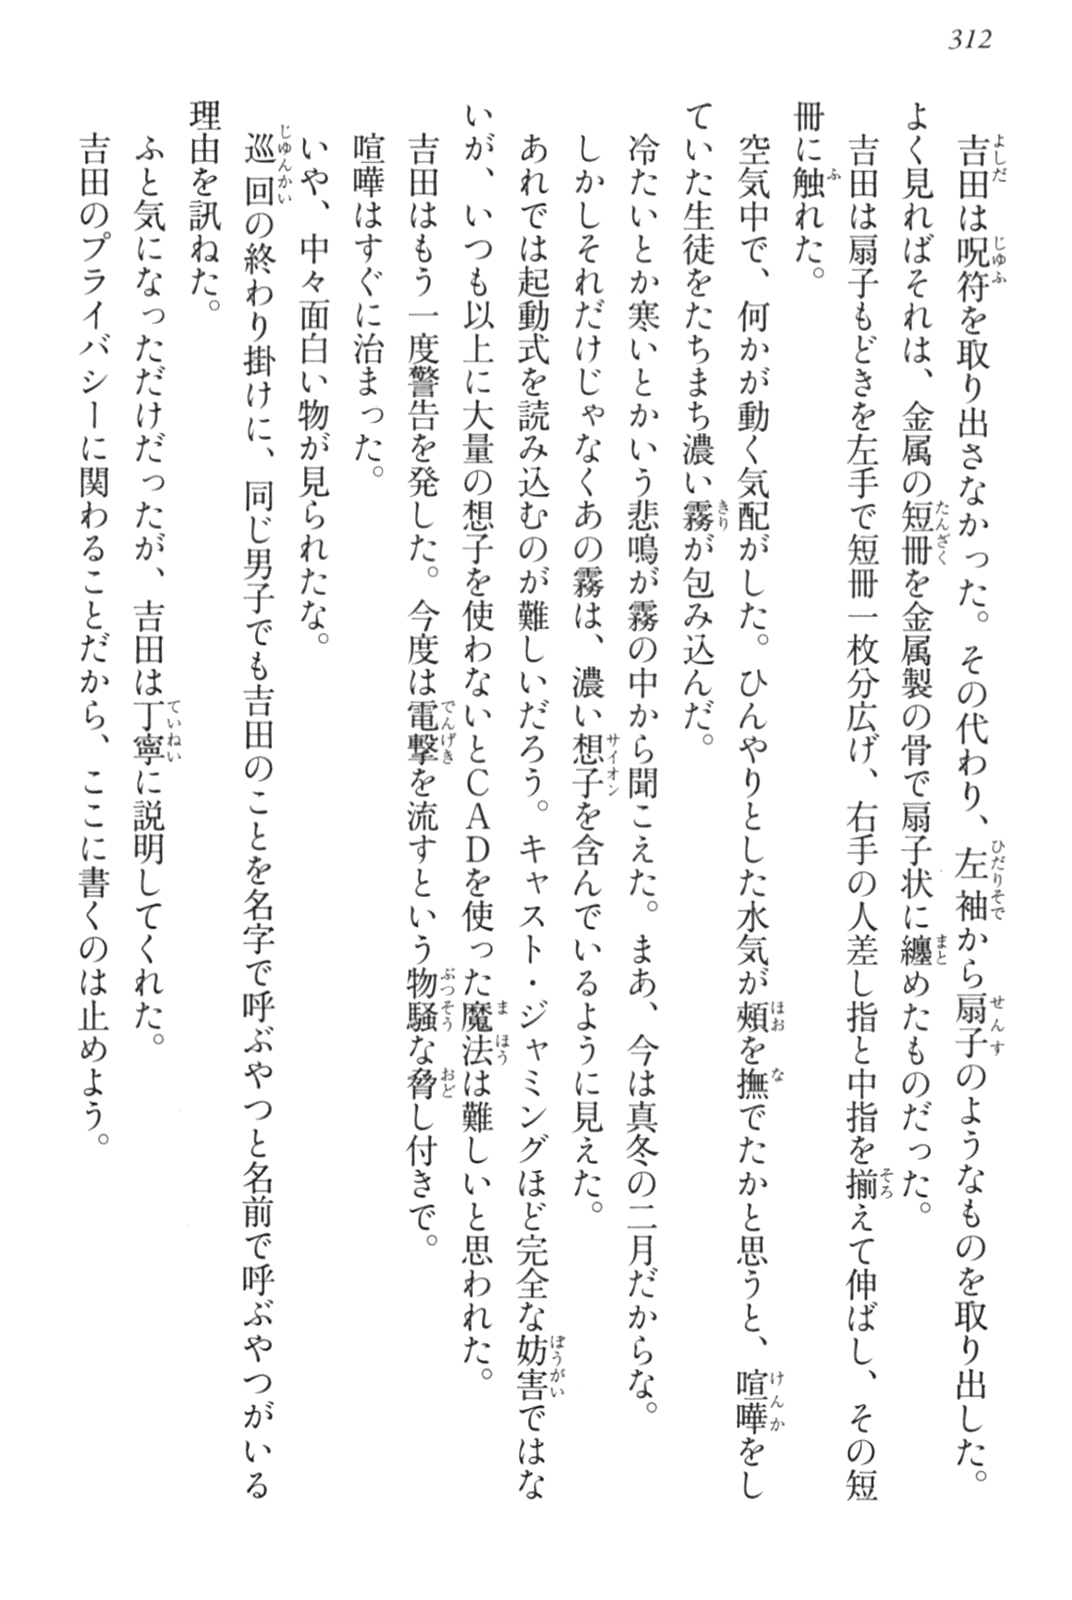 312
吉田は呪符を取り出さなかった。その代わり、左袖から扇子のようなものを取り出した。
よく見ればそれは、金属の短冊を金属製の骨で扇子状に纏めたものだった。
吉田は扇子もどきを左手で短冊一枚分広げ、右手の人差し指と中指を揃えて伸ばし、その短
冊に触れた。
空気中で、何かが動く気配がした。ひんやりとした水気が頰を撫でたかと思うと、喧嘩をし
ていた生徒をたちまち濃い霧が包み込んだ。
冷たいとか寒いとかいう悲鳴が霧の中から聞こえた。まあ、今は真冬の二月だからな。
しかしそれだけじゃなくあの霧は、濃い想子を含んでいるように見えた。
あれでは起動式を読み込むのが難しいだろう。キャスト・ジャミングほど完全な妨害ではな
いが、いつも以上に大量の想子を使わないとCADを使った魔法は難しいと思われた。
吉田はもう一度警告を発した。今度は電撃を流すという物騒な脅し付きで。
喧嘩はすぐに治まった。
いや、中々面白い物が見られたな。
巡回の終わり掛けに、同じ男子でも吉田のことを名字で呼ぶやつと名前で呼ぶやつがいる
理由を訊ねた。
ふと気になっただけだったが、吉田は丁寧に説明してくれた。
吉田のプライバシーに関わることだから、ここに書くのは止めよう。